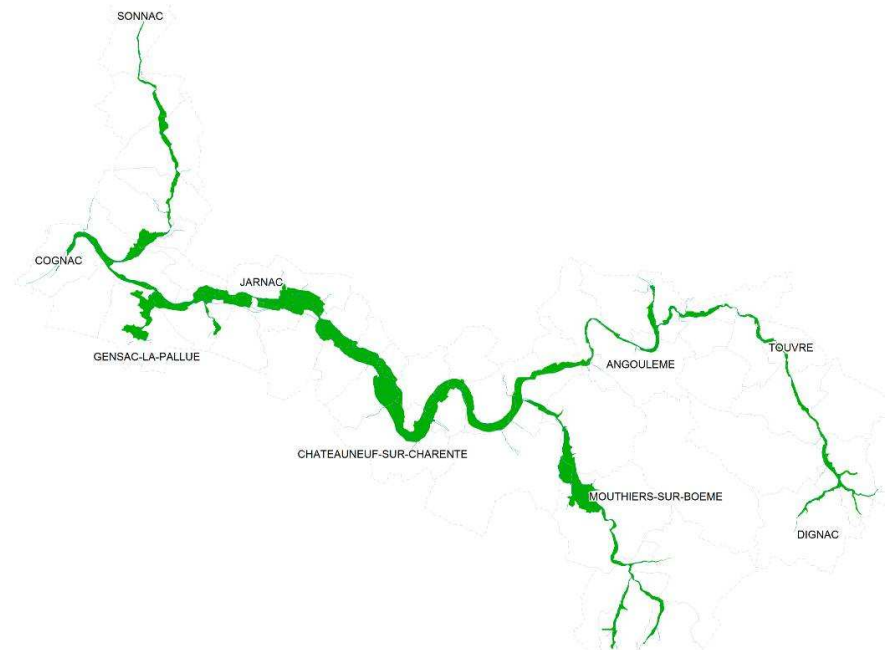 SONNAC
COGNAC
JARNAC
GENSAC-LA-PALLUE
TOUVRE
ANGOULEME
CHATEAUNEUF-SUR-CHARENTE
MOUTHIERS-SUR-BOEME
DIGNAC